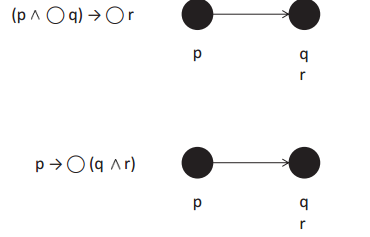 (p ∧ ◯ q) → ◯ r
p q
r
p → ◯ (q ∧ r)
p q
r